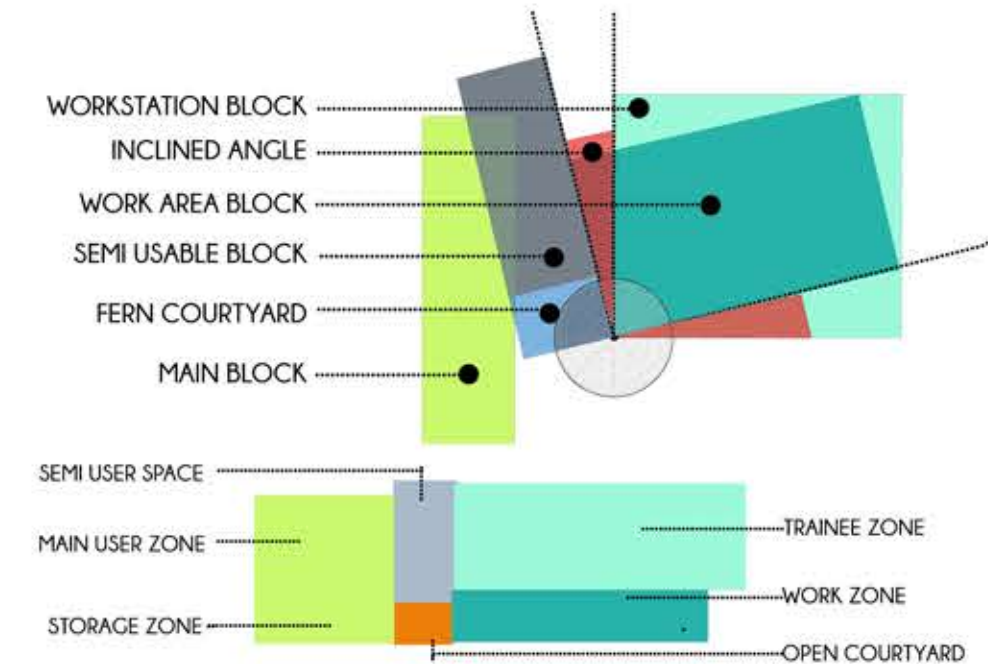 WORKSTATION BLOCK
INCLINED ANGLE
WORK AREA BLOCK
SEMI USABLE BLOCK
FERN COURTYARD
MAIN BLOCK
SEMI USER SPACE
MAIN USER ZONE
STORAGE ZONE
TRAINEE ZONE
WORK ZONE
OPEN COURTYARD